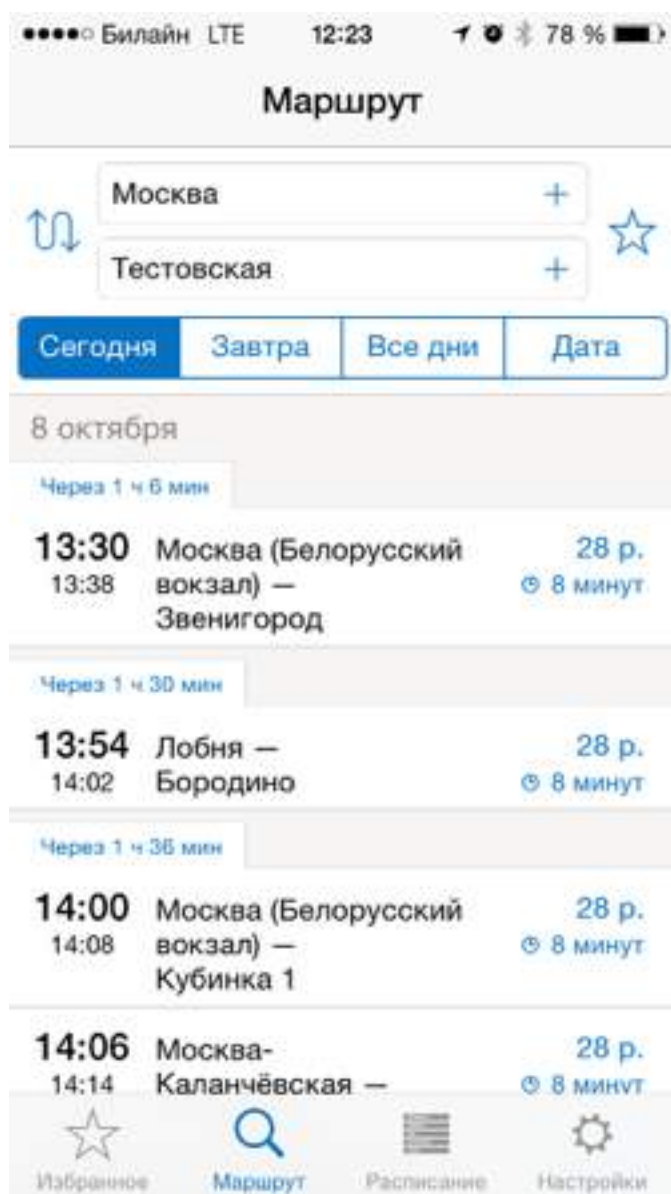 Билайн LTE 12:23 78 %
Маршрут
Москва
Тестовская
Сегодня Завтра Все дни Дата
8 октября
Через 1 ч 6 мин
13:30 Москва (Белорусский 28 р.
13:38 вокзал) — 8 минут
Звенигород
Через 1 ч 30 мин
13:54 Лобня — 28 р.
14:02 Бородино 8 минут
Через 1 ч 36 мин
14:00 Москва (Белорусский 28 р.
14:08 вокзал) — 8 минут
Кубинка 1
14:06 Москва- 28 р.
14:14 Каланчёвская — 8 минут
Избранное Маршрут Расписание Настройки